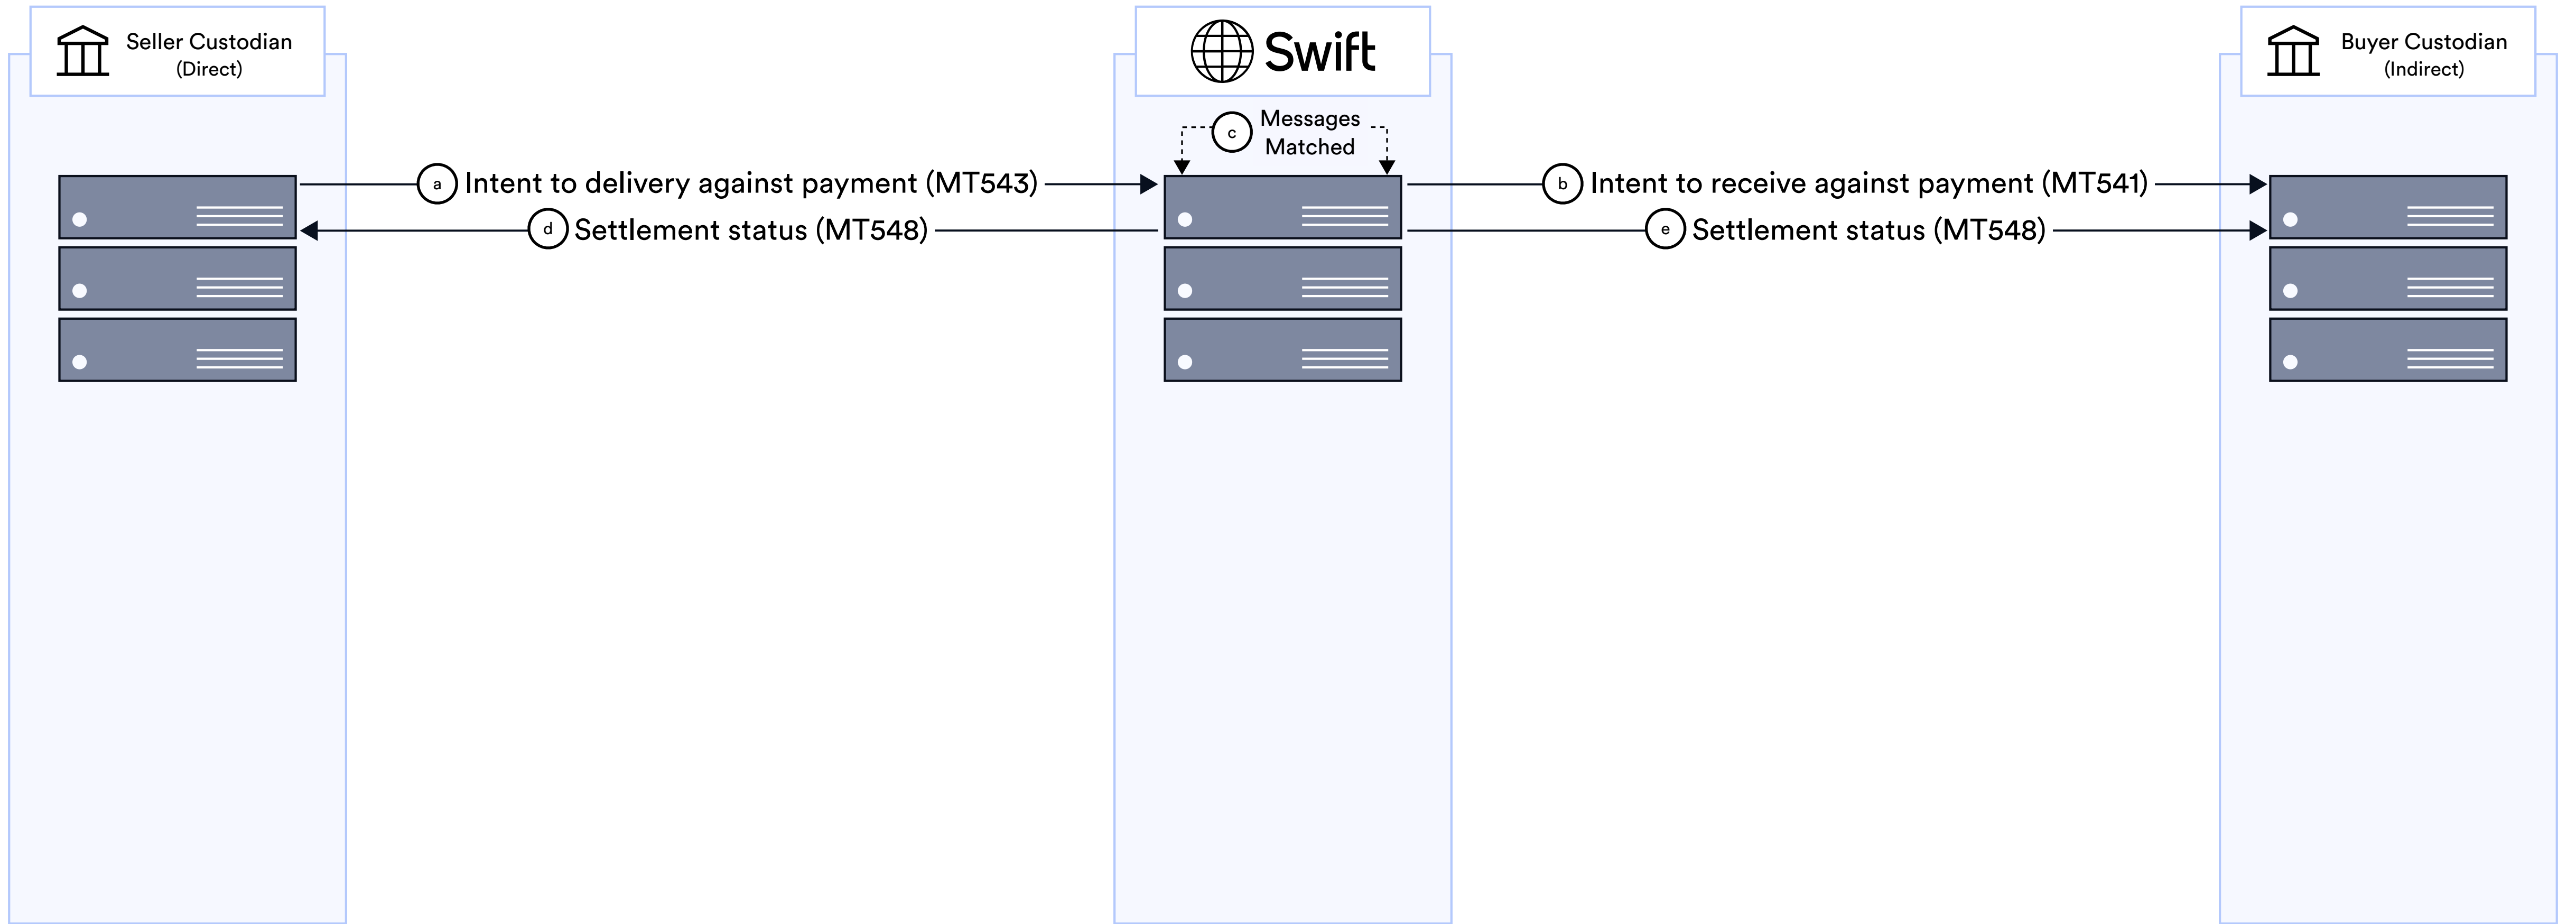 Seller Custodian
(Direct)
Swift
Buyer Custodian
(Indirect)
c
Messages
Matched
a Intent to delivery against payment (MT543)
b Intent to receive against payment (MT541)
d Settlement status (MT548)
e Settlement status (MT548)